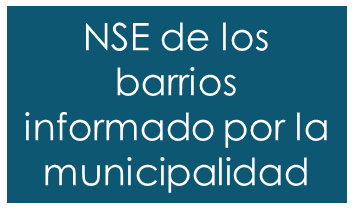 NSE de los
barrios
informado por la
municipalidad